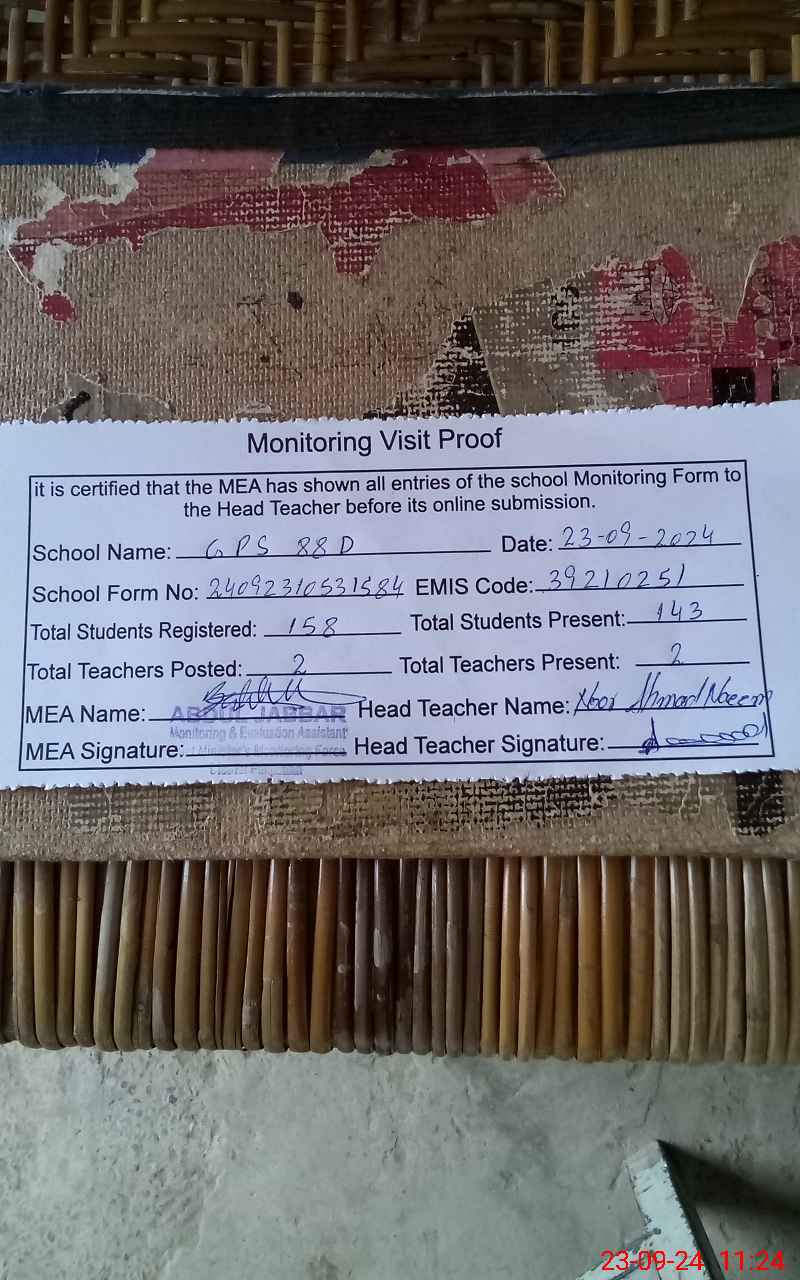 Monitoring Visit Proof
it is certified that the MEA has shown all entries of the school Monitoring Form to
the Head Teacher before its online submission.
School Name: GPS 88 D Date: 23-09-2024
School Form No: 24092310531584 EMIS Code: 39210251
Total Students Registered: 158 Total Students Present: 143
Total Teachers Posted: 2 Total Teachers Present: 2
MEA Name: ABDUL JABBAR Head Teacher Name: Noor Ahmad Naeem
Monitoring & Evaluation Assistant
MEA Signature: Minister's Monitoring Force Head Teacher Signature:
23-09-24 11:24